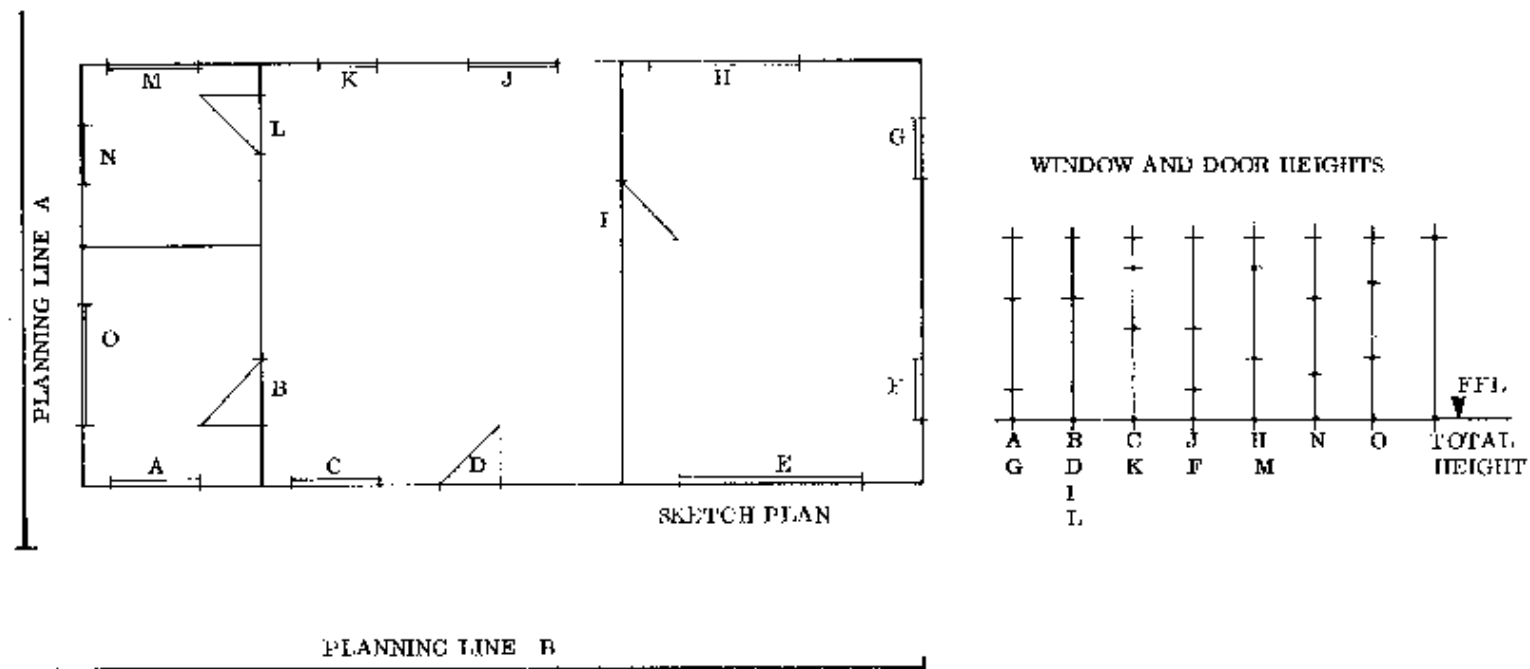 M
K
J
H
L
G
N
WINDOW AND DOOR HEIGHTS
PLANNING LINE A
I
O
B
F
FFL
A
C
D
E
SKETCH PLAN
A B C J H N O TOTAL
G D K F M HEIGHT
I
L
PLANNING LINE B